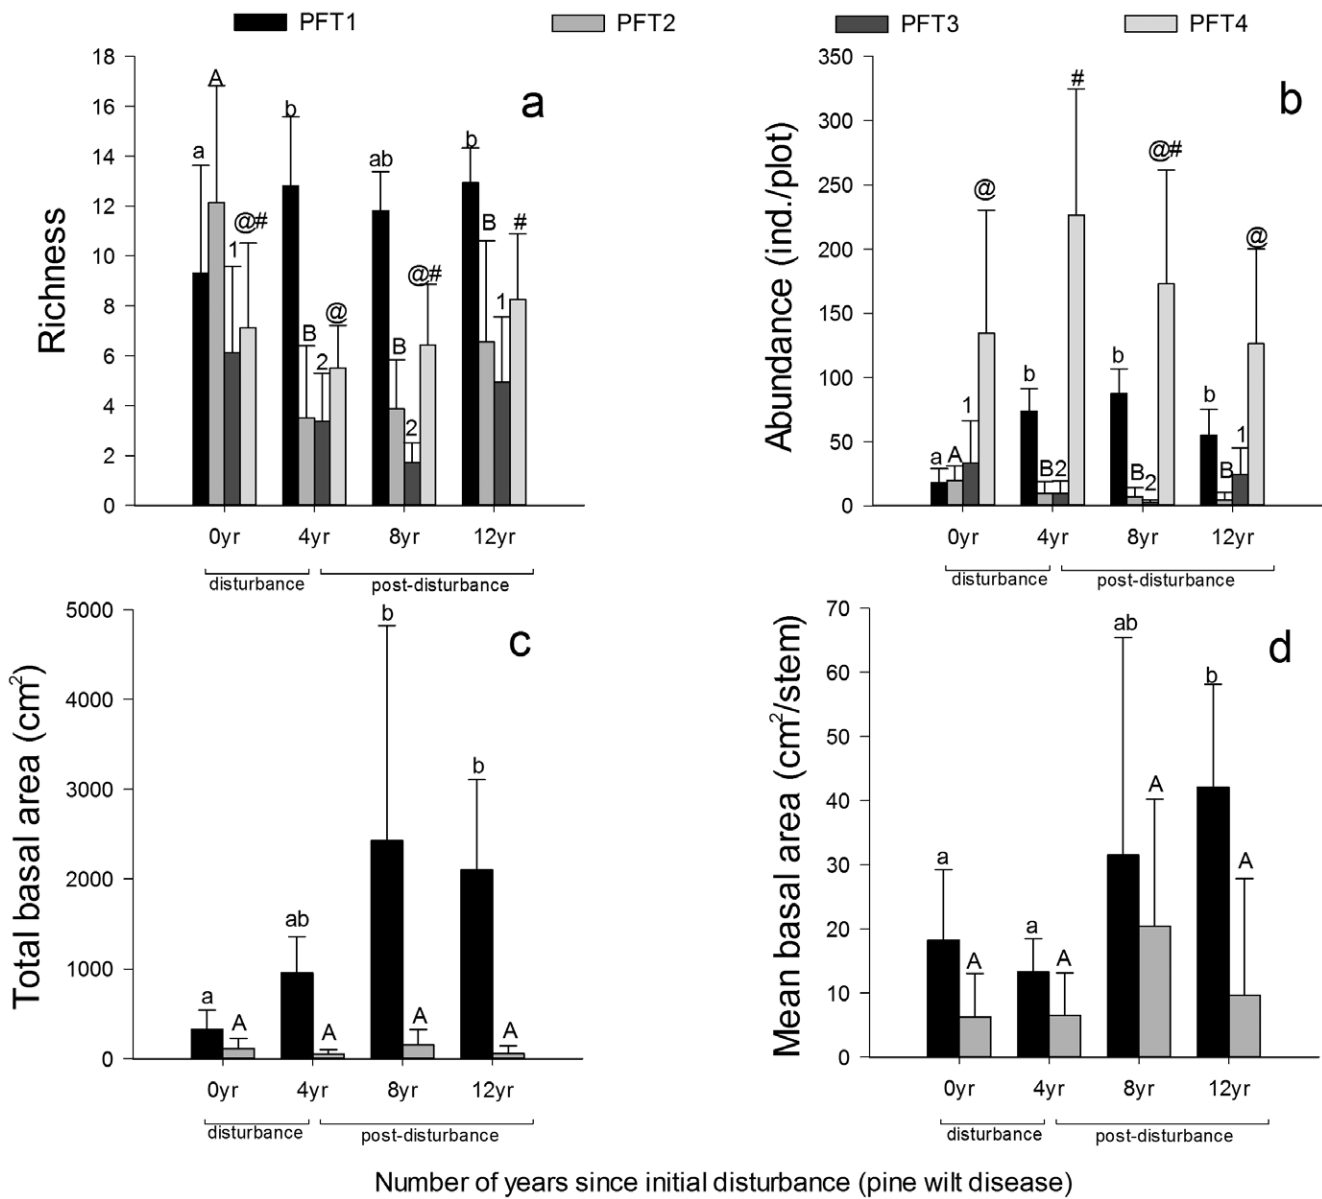 PFT1 PFT2 PFT3 PFT4
a
Richness
18
16
14
12
10
8
6
4
2
0
a A 1 @#
b B 2 @
ab B 2 @#
b B 1 #
0yr 4yr 8yr 12yr
disturbance post-disturbance
b
Abundance (ind./plot)
350
300
250
200
150
100
50
0
a A 1 @
b B 2 #
b B 2 @#
b B 1 @
0yr 4yr 8yr 12yr
disturbance post-disturbance
c
Total basal area (cm²)
5000
4000
3000
2000
1000
0
a A
ab A
b A
b A
0yr 4yr 8yr 12yr
disturbance post-disturbance
d
Mean basal area (cm²/stem)
70
60
50
40
30
20
10
0
a A
a A
ab A
b A
0yr 4yr 8yr 12yr
disturbance post-disturbance
Number of years since initial disturbance (pine wilt disease)